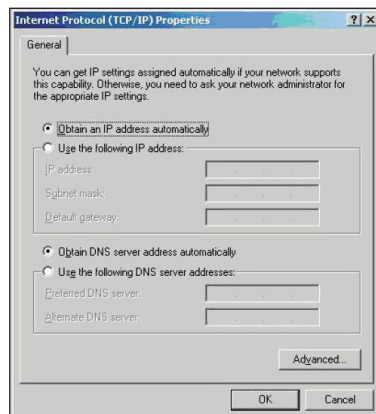 Internet Protocol (TCP/IP) Properties
General
You can get IP settings assigned automatically if your network supports
this capability. Otherwise, you need to ask your network administrator for
the appropriate IP settings.
Obtain an IP address automatically
Use the following IP address:
IP address:
Subnet mask:
Default gateway:
Obtain DNS server address automatically
Use the following DNS server addresses:
Preferred DNS server:
Alternate DNS server:
Advanced...
OK Cancel